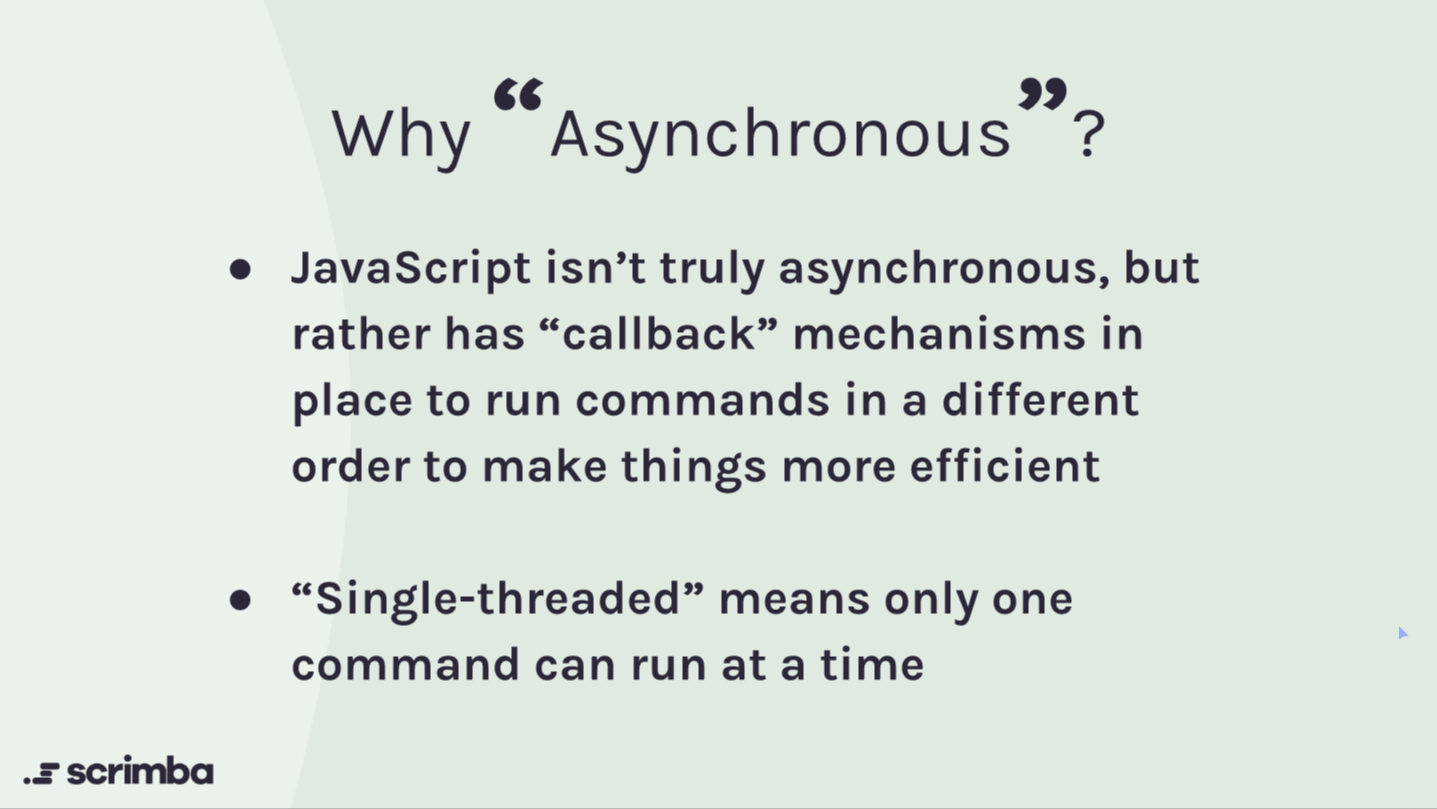 Why “Asynchronous”?
● JavaScript isn’t truly asynchronous, but
rather has “callback” mechanisms in
place to run commands in a different
order to make things more efficient
● “Single-threaded” means only one
command can run at a time
scrimba